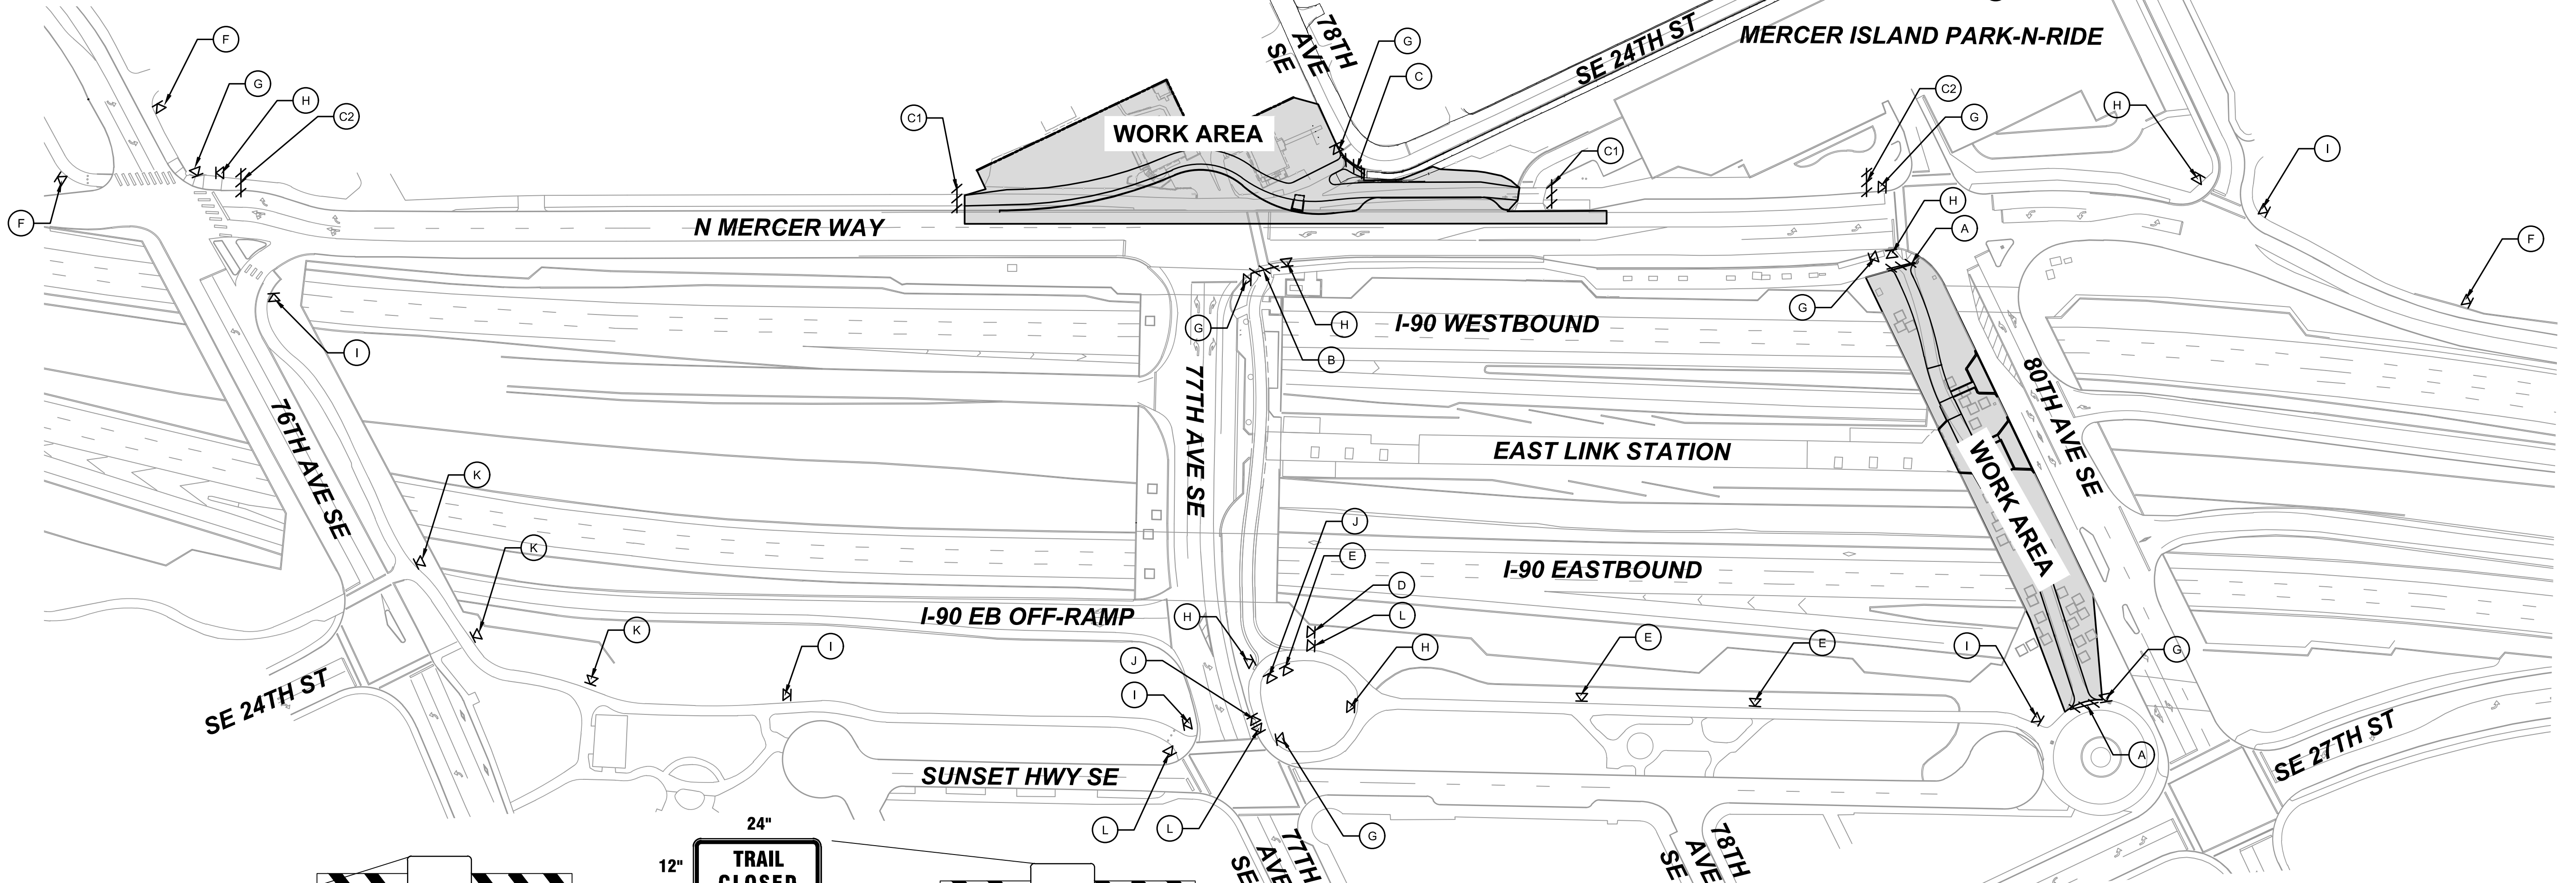 MERCER ISLAND PARK-N-RIDE
78TH
AVE
SE
SE 24TH ST
F
G
C
G
H
C2
C1
WORK AREA
C1
C2
G
H
I
F
F
N MERCER WAY
H
A
G
I
G
H
B
I-90 WESTBOUND
80TH AVE SE
76TH AVE SE
77TH AVE SE
EAST LINK STATION
WORK AREA
K
K
J
E
I-90 EASTBOUND
D
L
I-90 EB OFF-RAMP
H
K
I
J
I
H
E
E
I
G
SE 24TH ST
A
SE 27TH ST
SUNSET HWY SE
L
L
G
24"
12"
TRAIL
CLOSED
77TH
AVE
SE
78TH
AVE
SE